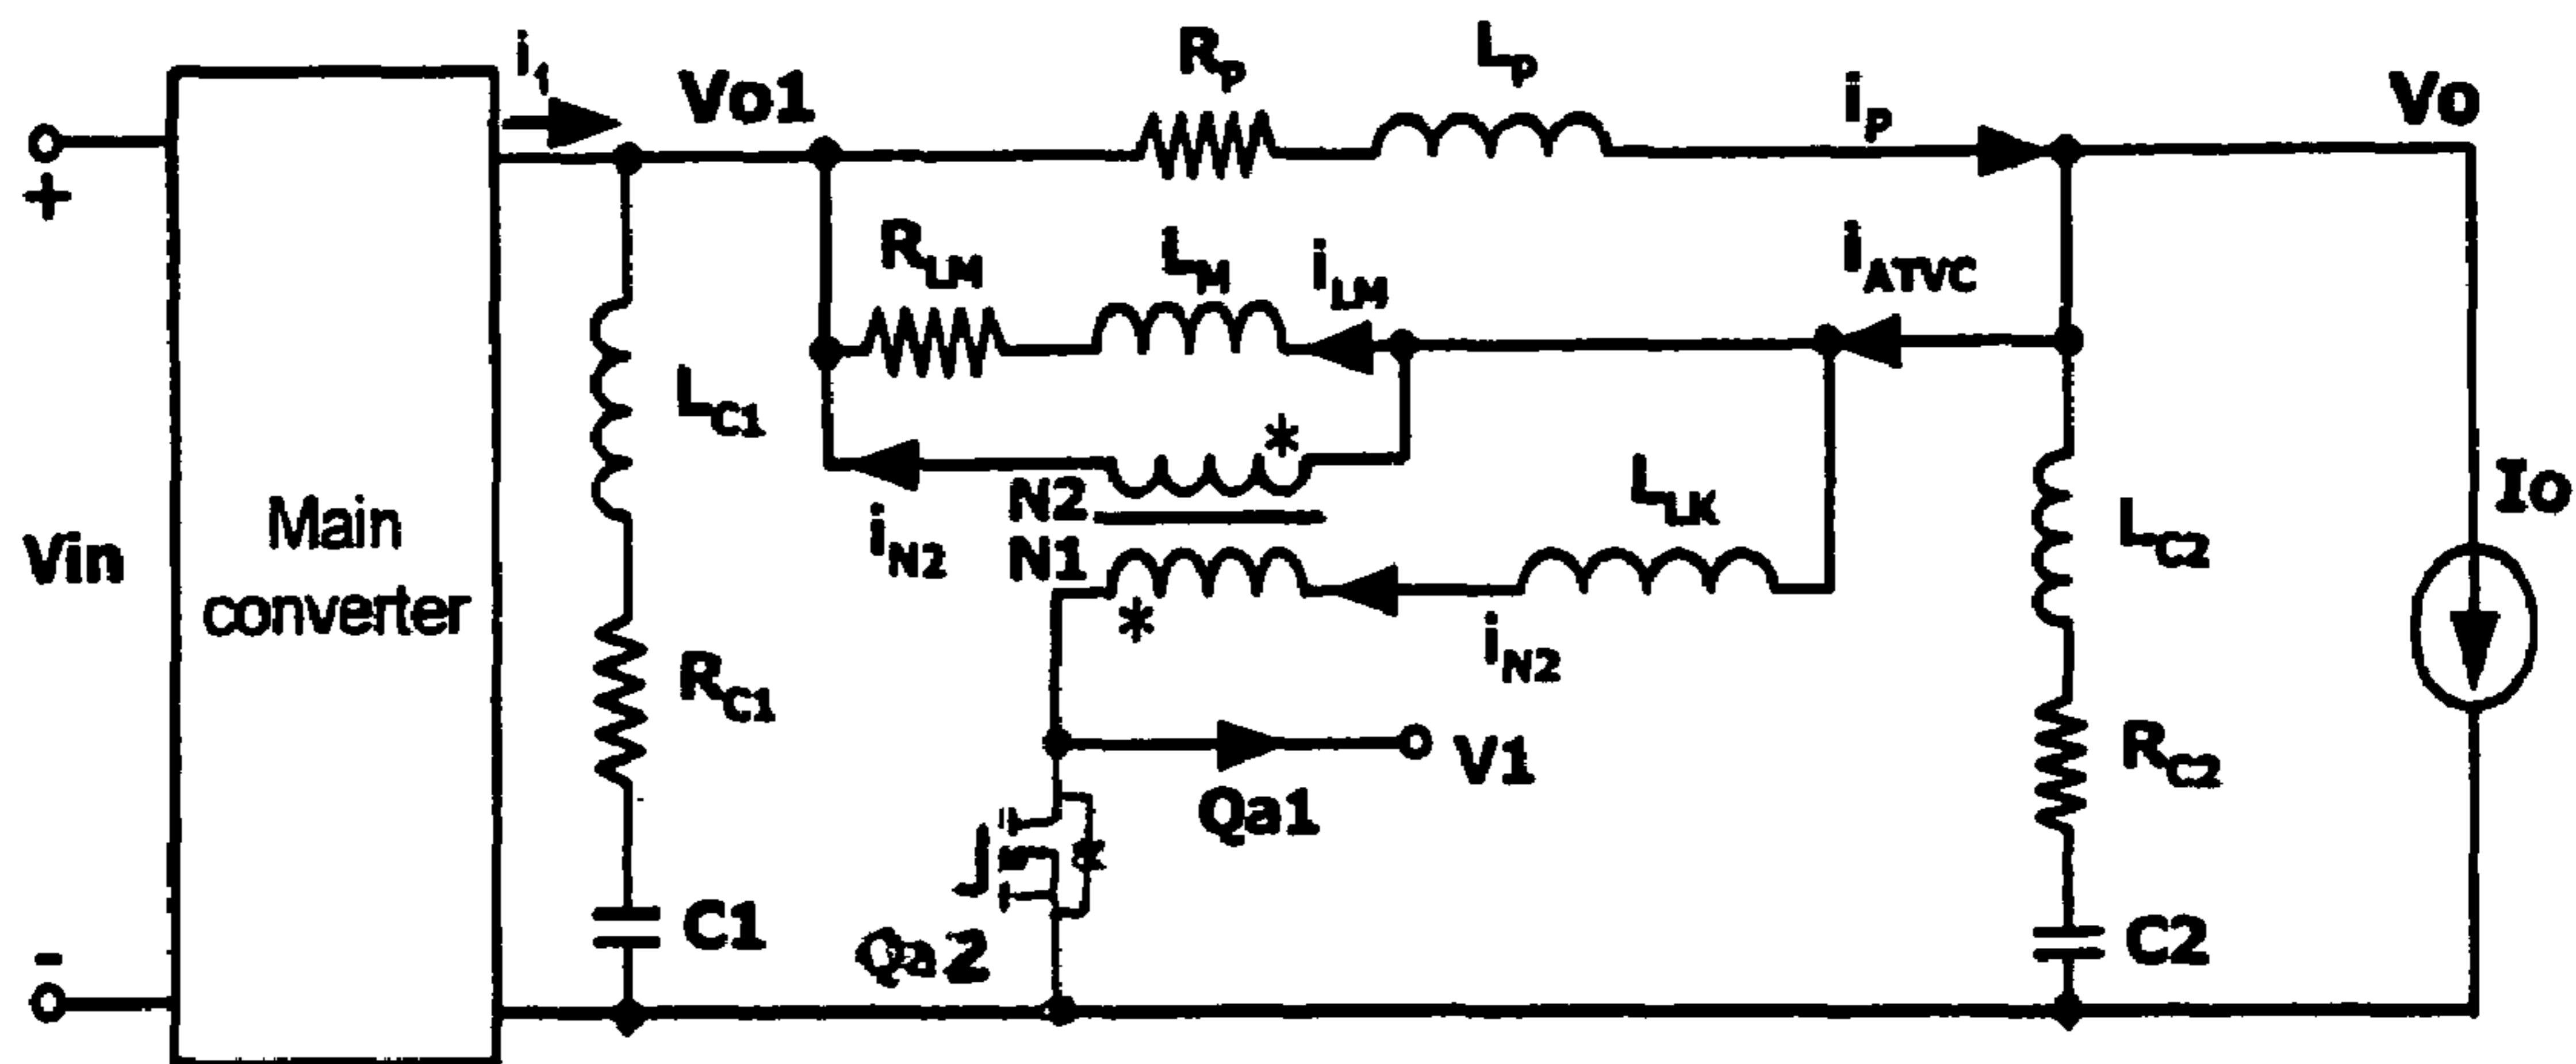 i1
Vo1
RP
LP
iP
Vo
+
RLM
LM
iLM
iATVC
LC1
*
iN2
N2
N1
LLK
LC2
Io
Vin
Main
converter
*
iN2
RC1
V1
Qa1
RC2
Qa2
C1
C2
-